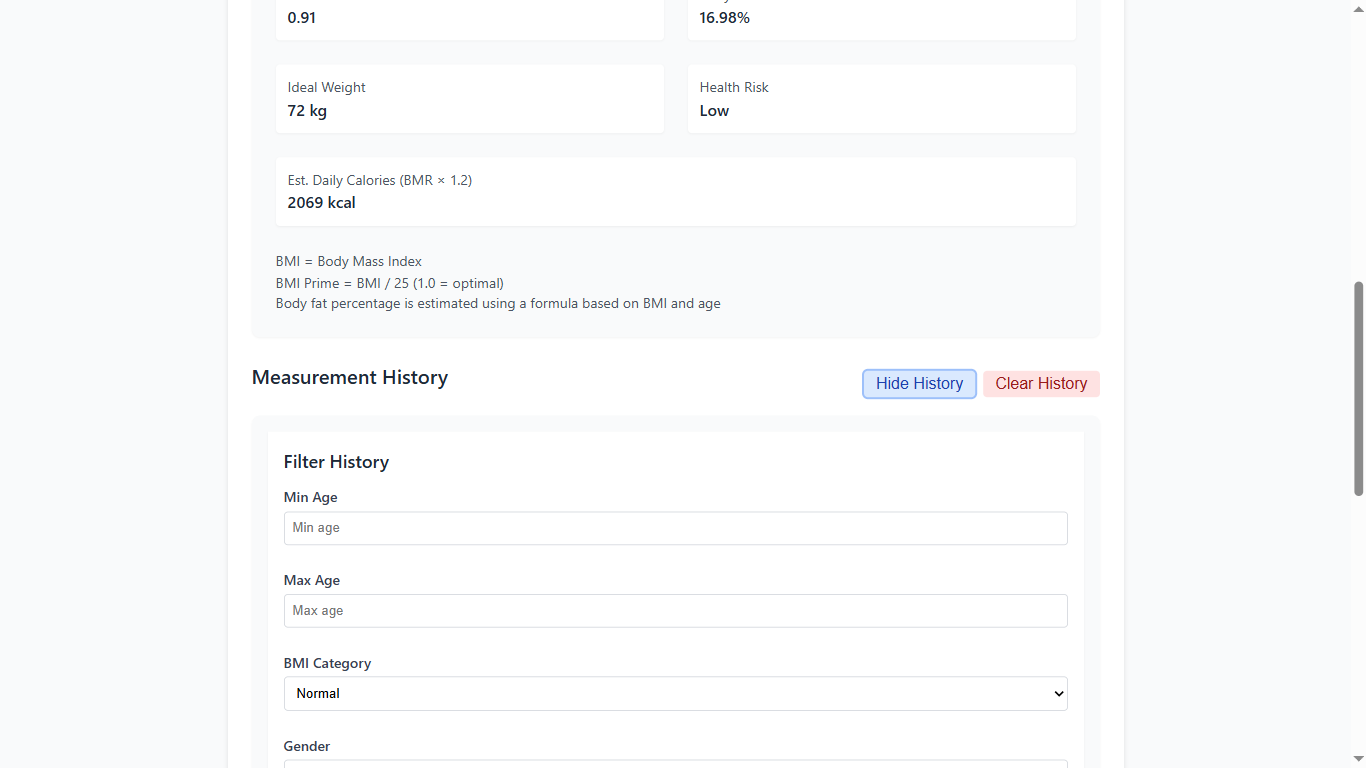 0.91
16.98%
Ideal Weight
72 kg
Health Risk
Low
Est. Daily Calories (BMR × 1.2)
2069 kcal
BMI = Body Mass Index
BMI Prime = BMI / 25 (1.0 = optimal)
Body fat percentage is estimated using a formula based on BMI and age
Measurement History
Hide History
Clear History
Filter History
Min Age
Min age
Max Age
Max age
BMI Category
Normal
Gender